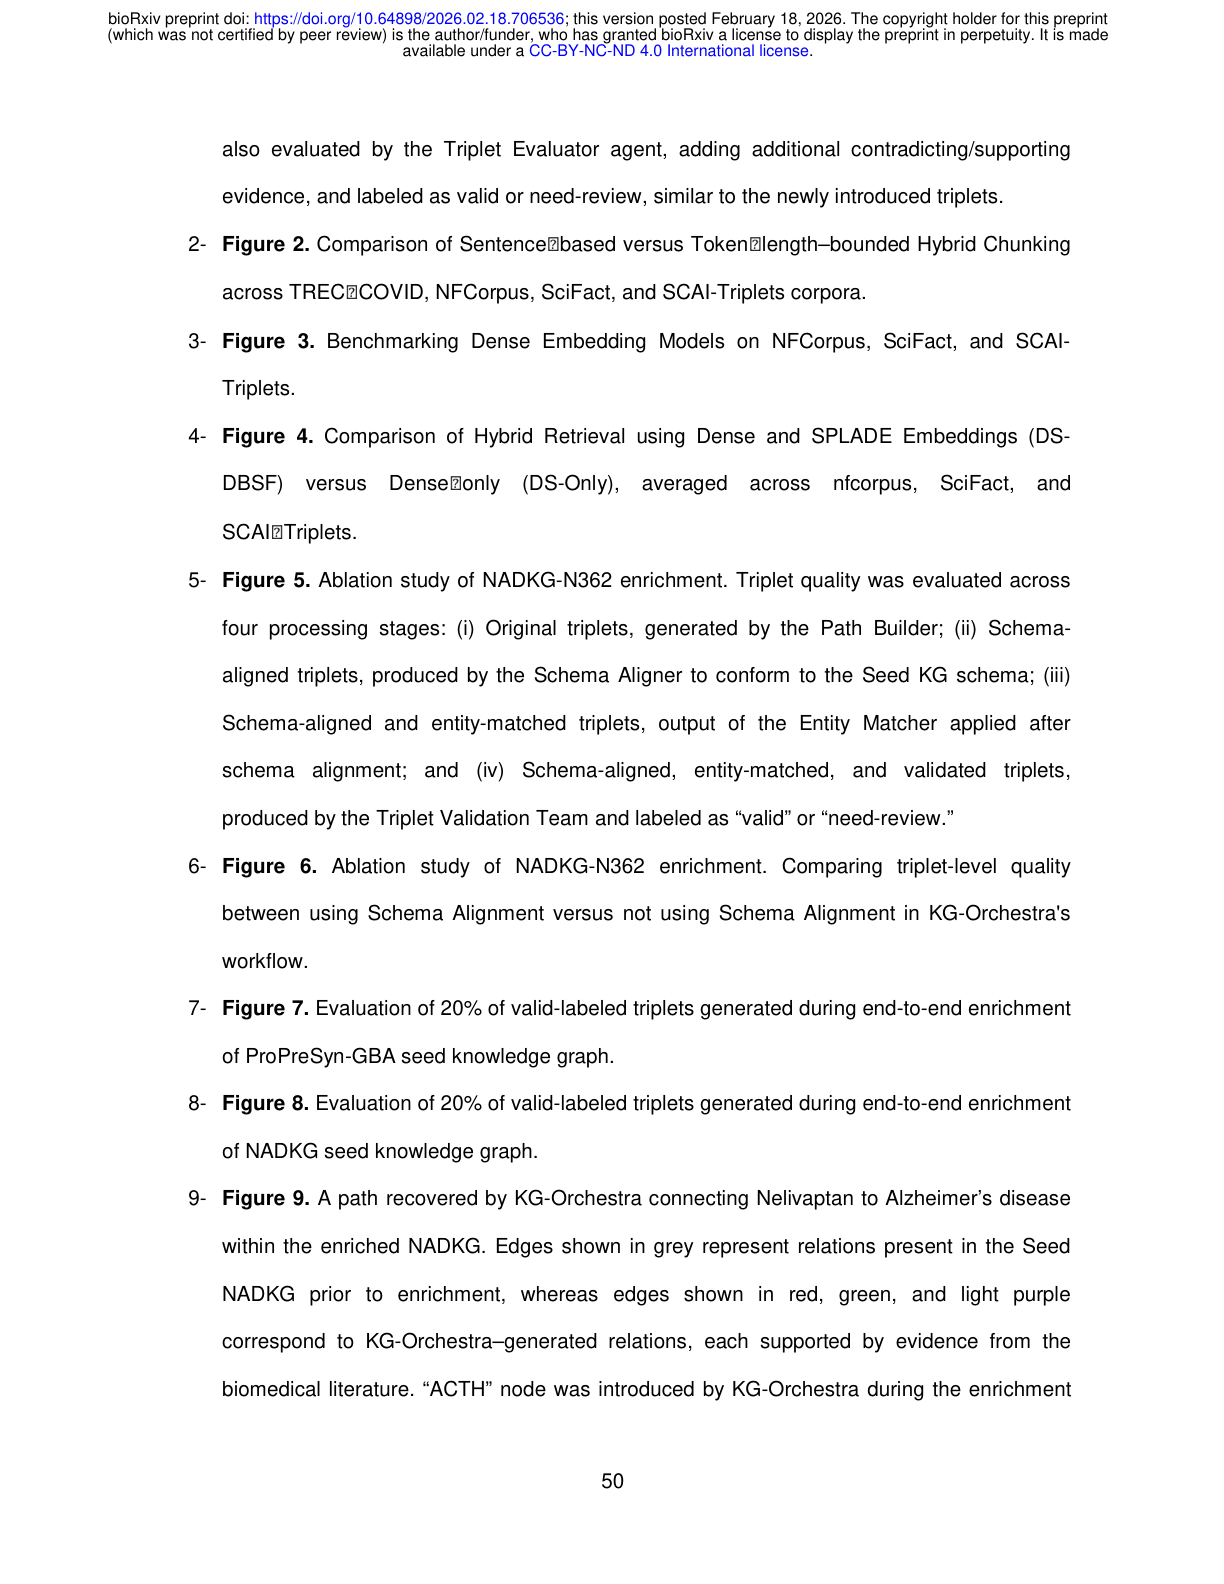 bioRxiv preprint doi: https://doi.org/10.64898/2026.02.18.706536; this version posted February 18, 2026. The copyright holder for this preprint
(which was not certified by peer review) is the author/funder, who has granted bioRxiv a license to display the preprint in perpetuity. It is made
available under a CC-BY-NC-ND 4.0 International license.
also evaluated by the Triplet Evaluator agent, adding additional contradicting/supporting
evidence, and labeled as valid or need-review, similar to the newly introduced triplets.
2- Figure 2. Comparison of Sentence�based versus Token�length–bounded Hybrid Chunking
across TREC�COVID, NFCorpus, SciFact, and SCAI-Triplets corpora.
3- Figure 3. Benchmarking Dense Embedding Models on NFCorpus, SciFact, and SCAI-
Triplets.
4- Figure 4. Comparison of Hybrid Retrieval using Dense and SPLADE Embeddings (DS-
DBSF) versus Dense�only (DS-Only), averaged across nfcorpus, SciFact, and
SCAI�Triplets.
5- Figure 5. Ablation study of NADKG-N362 enrichment. Triplet quality was evaluated across
four processing stages: (i) Original triplets, generated by the Path Builder; (ii) Schema-
aligned triplets, produced by the Schema Aligner to conform to the Seed KG schema; (iii)
Schema-aligned and entity-matched triplets, output of the Entity Matcher applied after
schema alignment; and (iv) Schema-aligned, entity-matched, and validated triplets,
produced by the Triplet Validation Team and labeled as “valid” or “need-review.”
6- Figure 6. Ablation study of NADKG-N362 enrichment. Comparing triplet-level quality
between using Schema Alignment versus not using Schema Alignment in KG-Orchestra's
workflow.
7- Figure 7. Evaluation of 20% of valid-labeled triplets generated during end-to-end enrichment
of ProPreSyn-GBA seed knowledge graph.
8- Figure 8. Evaluation of 20% of valid-labeled triplets generated during end-to-end enrichment
of NADKG seed knowledge graph.
9- Figure 9. A path recovered by KG-Orchestra connecting Nelivaptan to Alzheimer’s disease
within the enriched NADKG. Edges shown in grey represent relations present in the Seed
NADKG prior to enrichment, whereas edges shown in red, green, and light purple
correspond to KG-Orchestra–generated relations, each supported by evidence from the
biomedical literature. “ACTH” node was introduced by KG-Orchestra during the enrichment
50